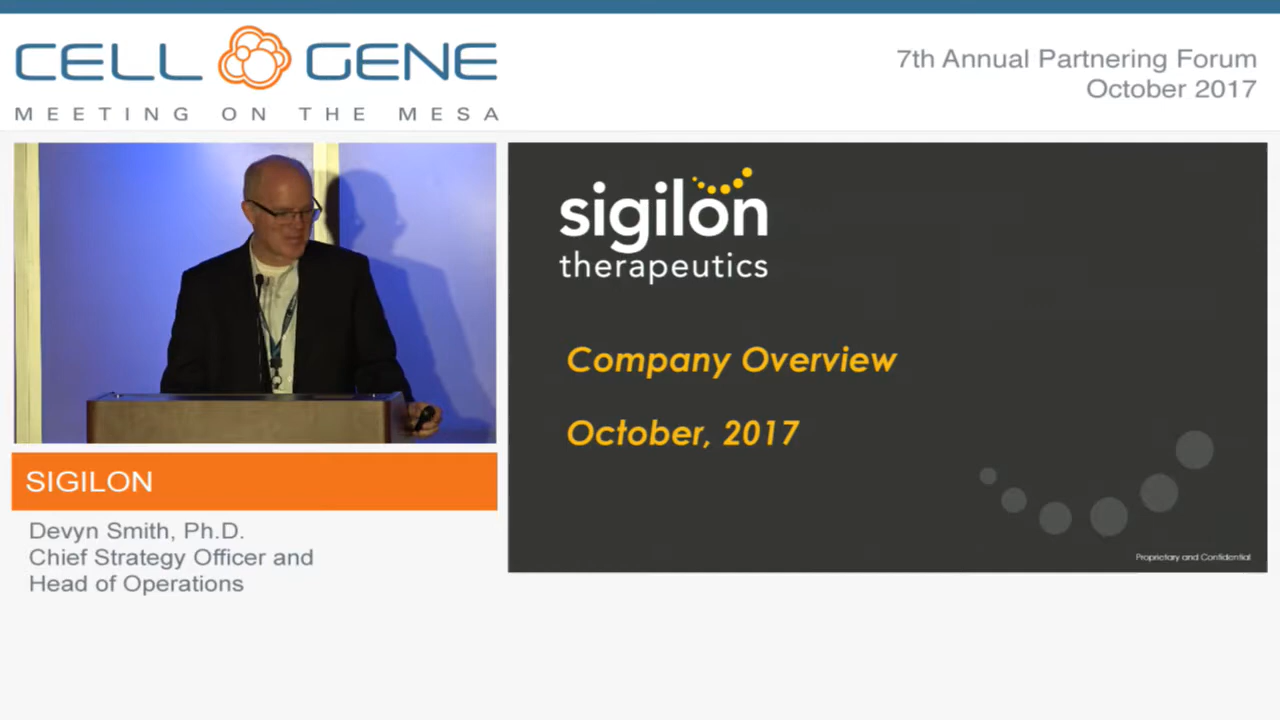 CELL GENE
MEETING ON THE MESA
7th Annual Partnering Forum
October 2017
sigilon
therapeutics
Company Overview
October, 2017
Proprietary and Confidential
SIGILON
Devyn Smith, Ph.D.
Chief Strategy Officer and
Head of Operations